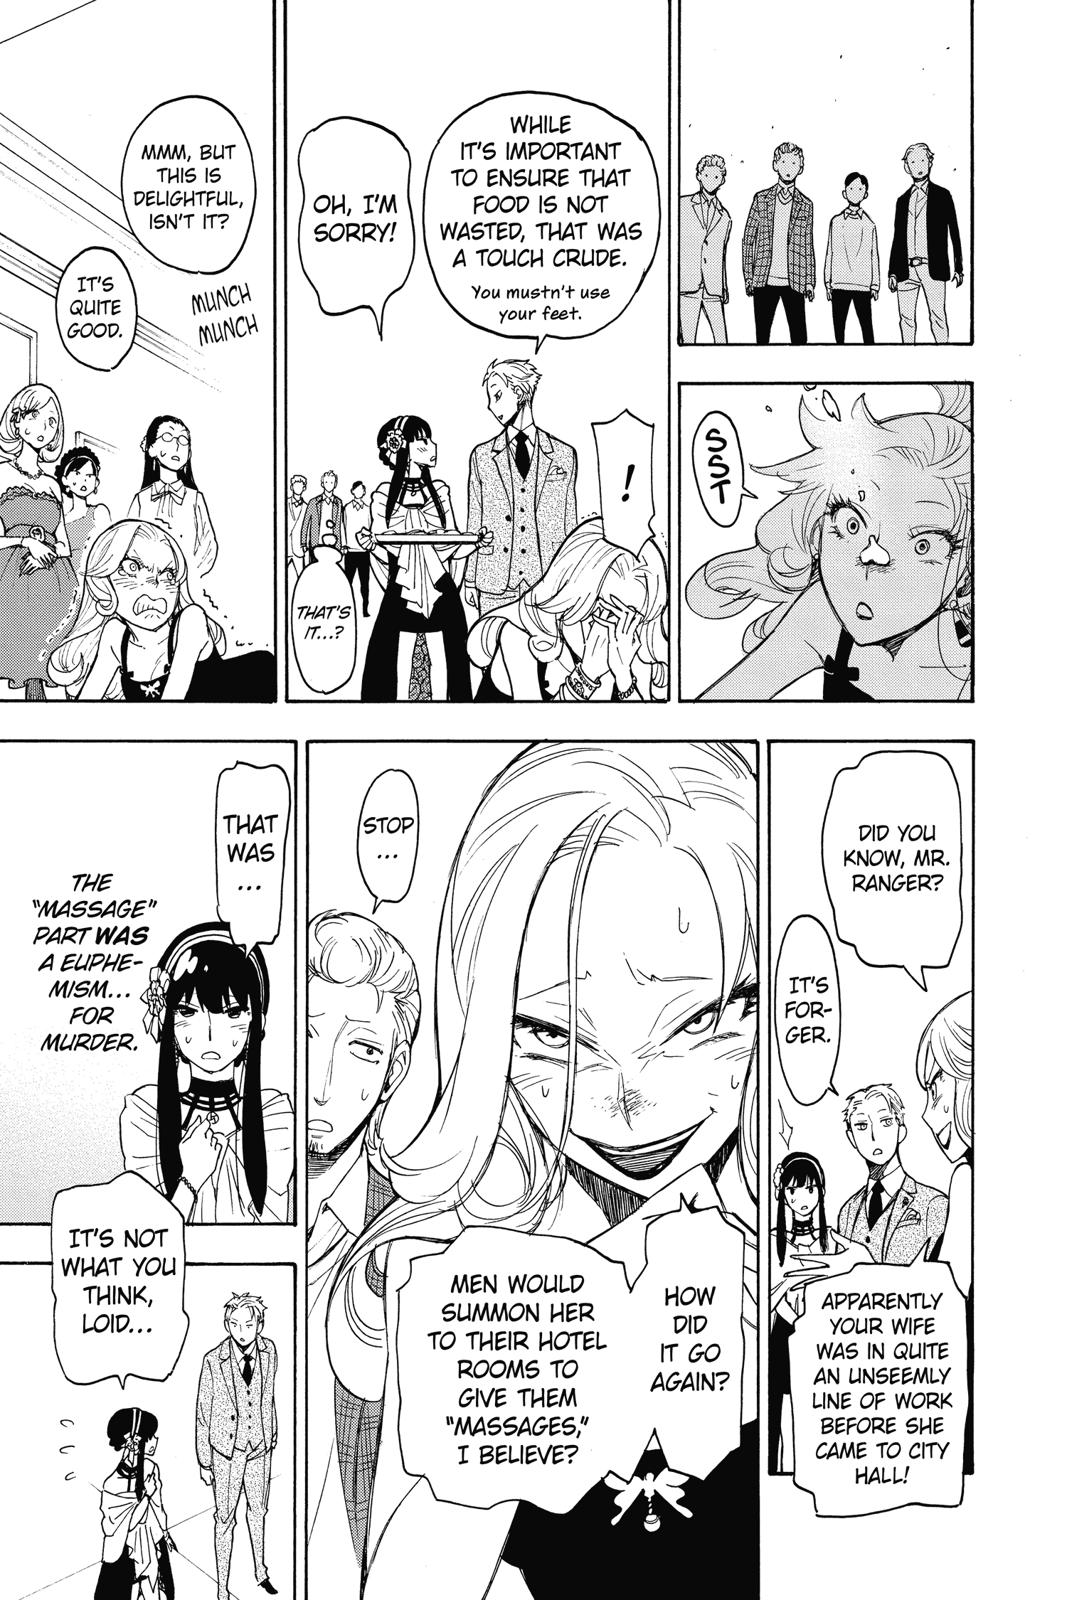 SST
WHILE
IT'S IMPORTANT
TO ENSURE THAT
FOOD IS NOT
WASTED, THAT WAS
A TOUCH CRUDE.
You mustn't use
your feet.
!
OH, I'M
SORRY!
THAT'S
IT...?
MMM, BUT
THIS IS
DELIGHTFUL,
ISN'T IT?
MUNCH
MUNCH
IT'S
QUITE
GOOD.
DID YOU
KNOW, MR.
RANGER?
IT'S
FOR-
GER.
APPARENTLY
YOUR WIFE
WAS IN QUITE
AN UNSEEMLY
LINE OF WORK
BEFORE SHE
CAME TO CITY
HALL!
HOW
DID
IT GO
AGAIN?
MEN WOULD
SUMMON HER
TO THEIR HOTEL
ROOMS TO
GIVE THEM
"MASSAGES,"
I BELIEVE?
STOP
...
THAT
WAS
...
THE
"MASSAGE"
PART WAS
A EUPHE-
MISM...
FOR
MURDER.
IT'S NOT
WHAT YOU
THINK,
LOID...